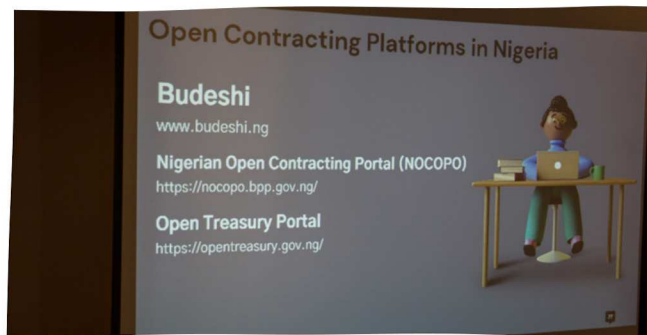 Open Contracting Platforms in Nigeria
Budeshi
www.budeshi.ng
Nigerian Open Contracting Portal (NOCOPO)
https://nocopo.bpp.gov.ng/
Open Treasury Portal
https://opentreasury.gov.ng/